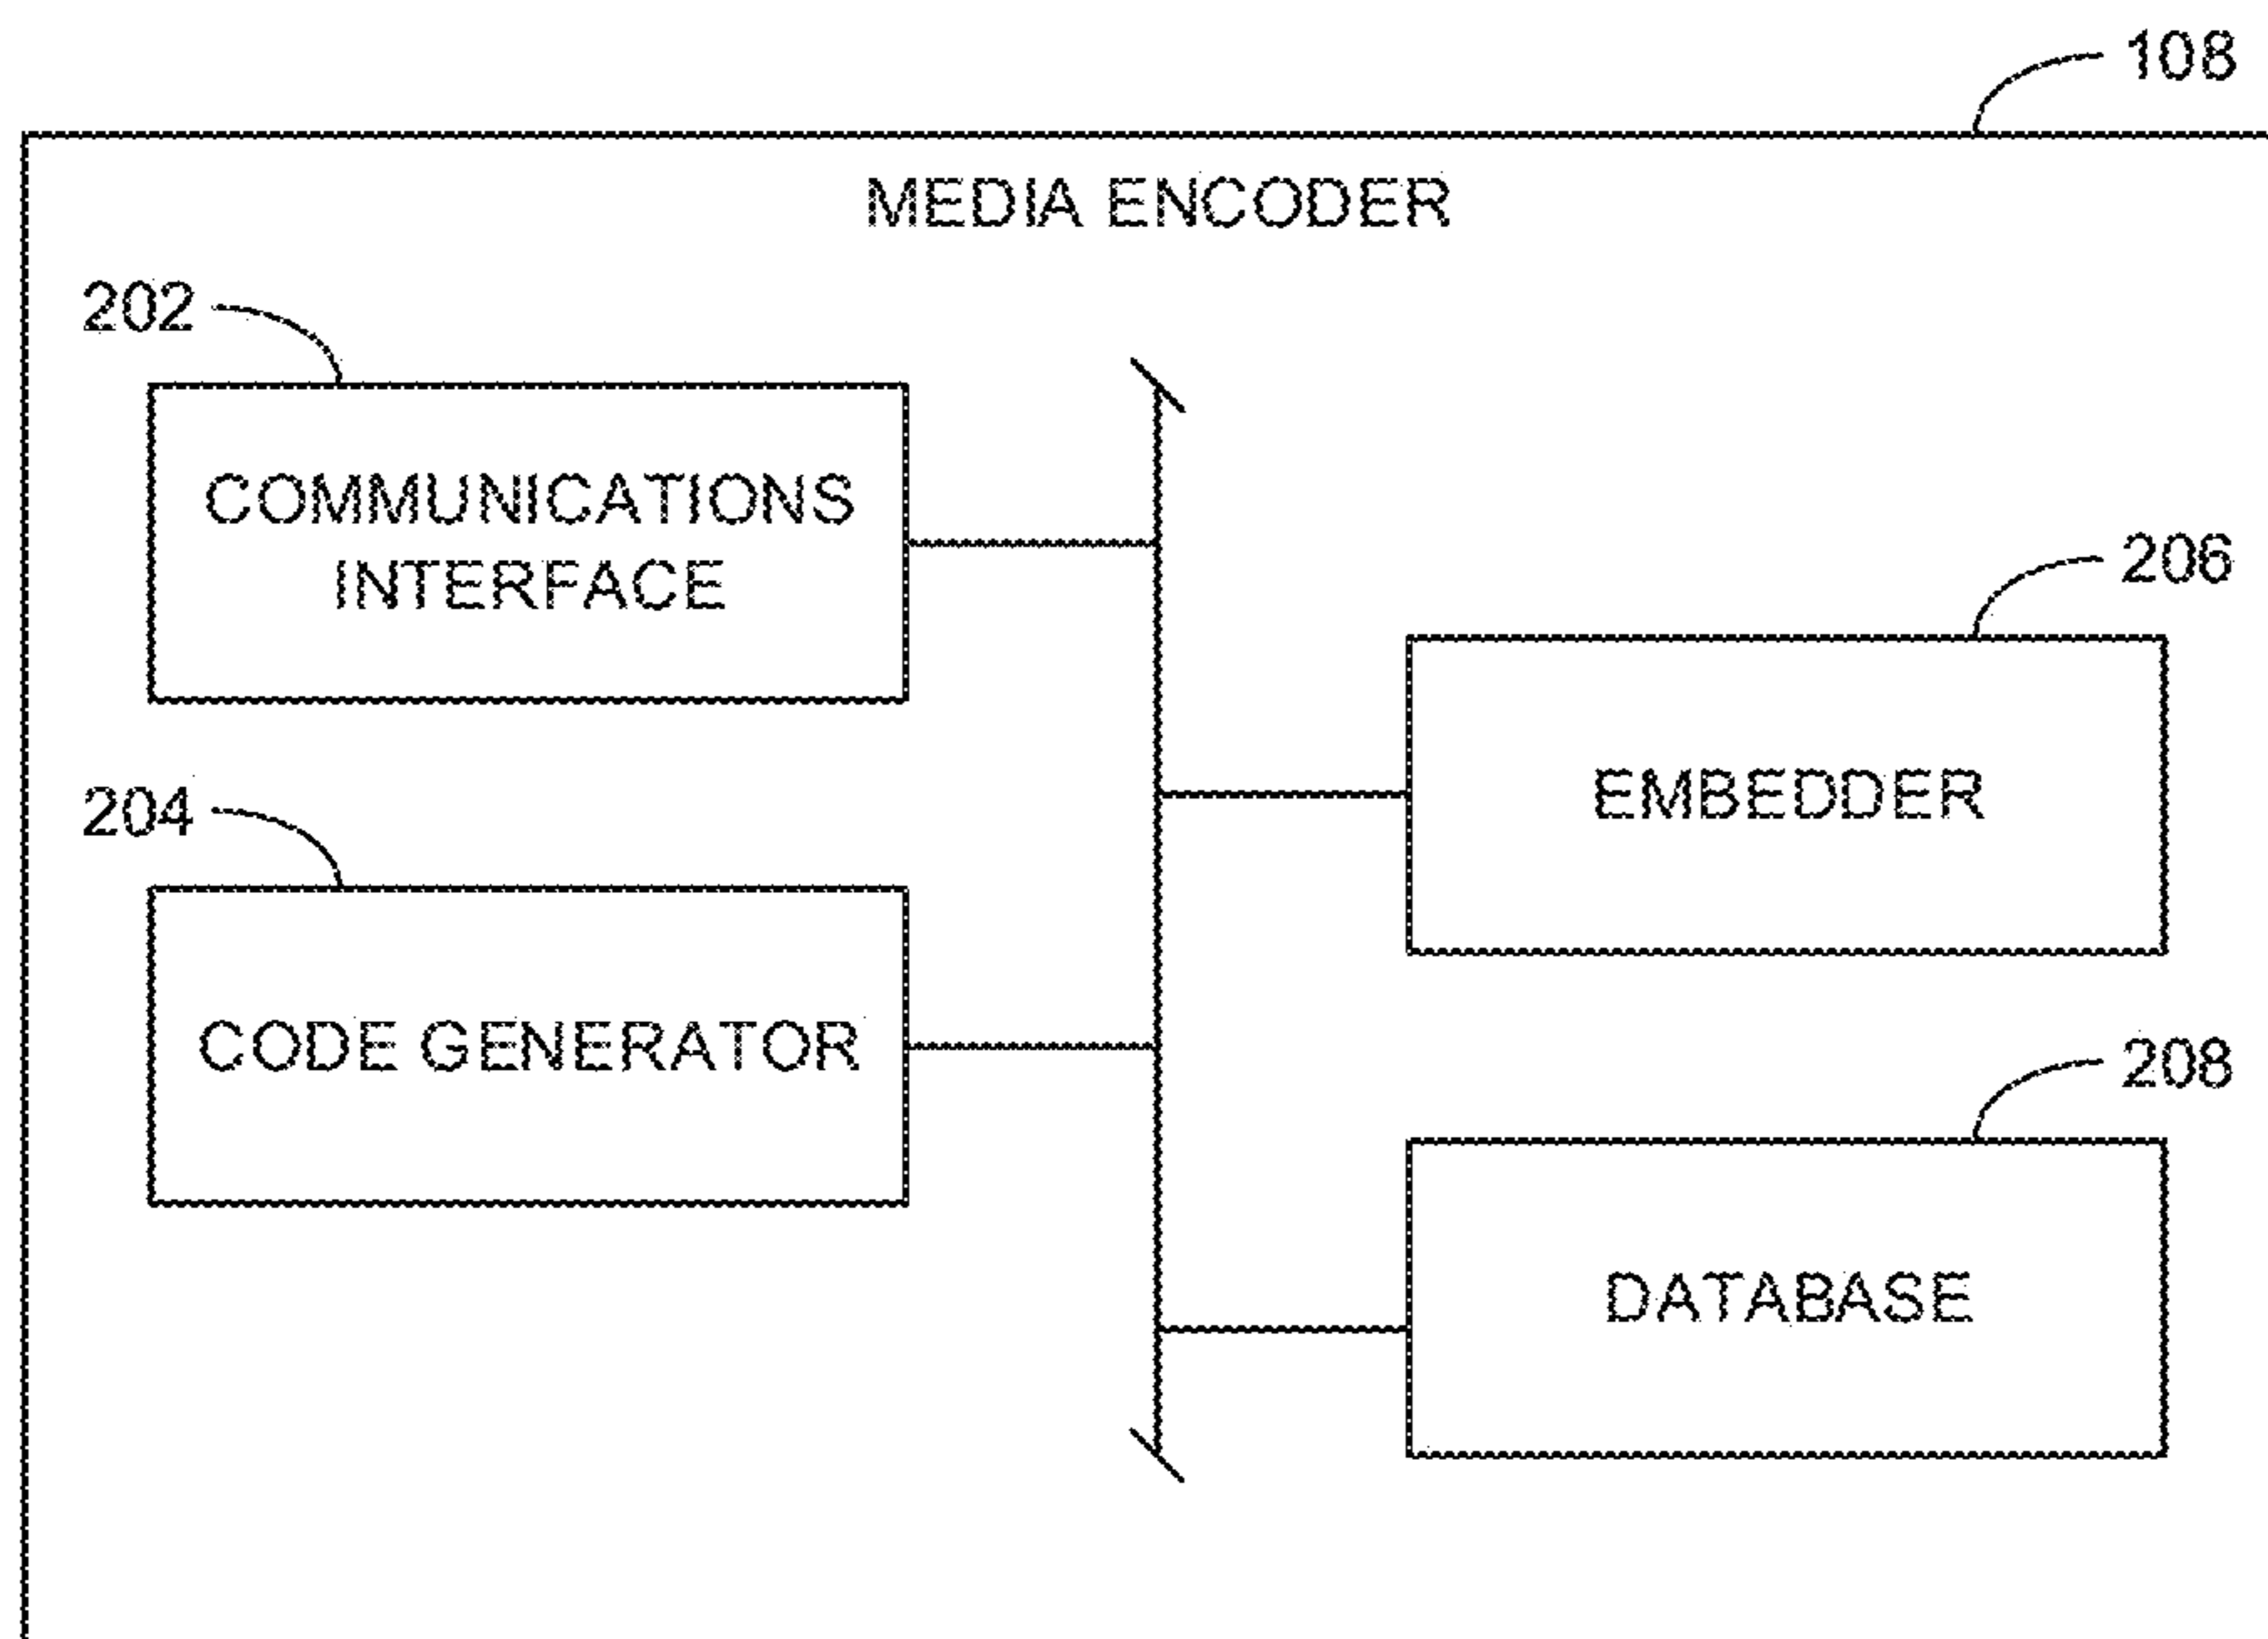 108
MEDIA ENCODER
202
COMMUNICATIONS
INTERFACE
206
EMBEDDER
204
CODE GENERATOR
208
DATABASE